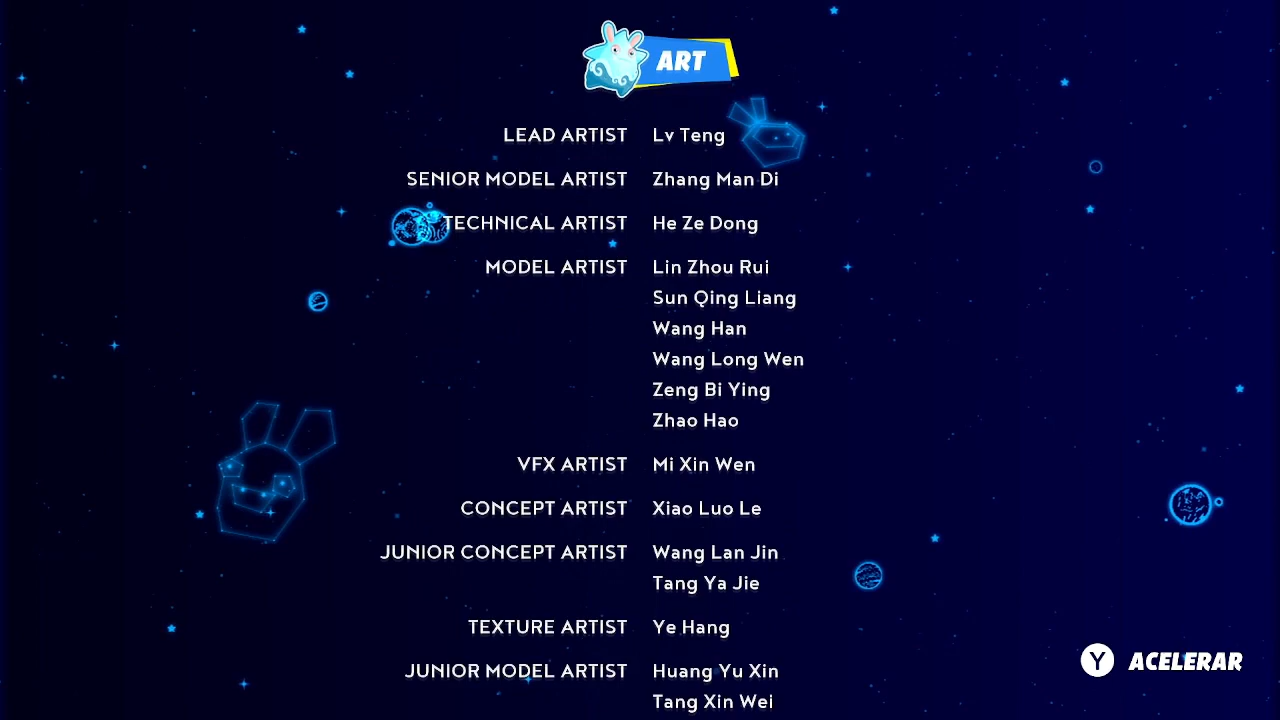 ART
LEAD ARTIST Lv Teng
SENIOR MODEL ARTIST Zhang Man Di
TECHNICAL ARTIST He Ze Dong
MODEL ARTIST Lin Zhou Rui
Sun Qing Liang
Wang Han
Wang Long Wen
Zeng Bi Ying
Zhao Hao
VFX ARTIST Mi Xin Wen
CONCEPT ARTIST Xiao Luo Le
JUNIOR CONCEPT ARTIST Wang Lan Jin
Tang Ya Jie
TEXTURE ARTIST Ye Hang
JUNIOR MODEL ARTIST Huang Yu Xin
Tang Xin Wei
Y ACELERAR